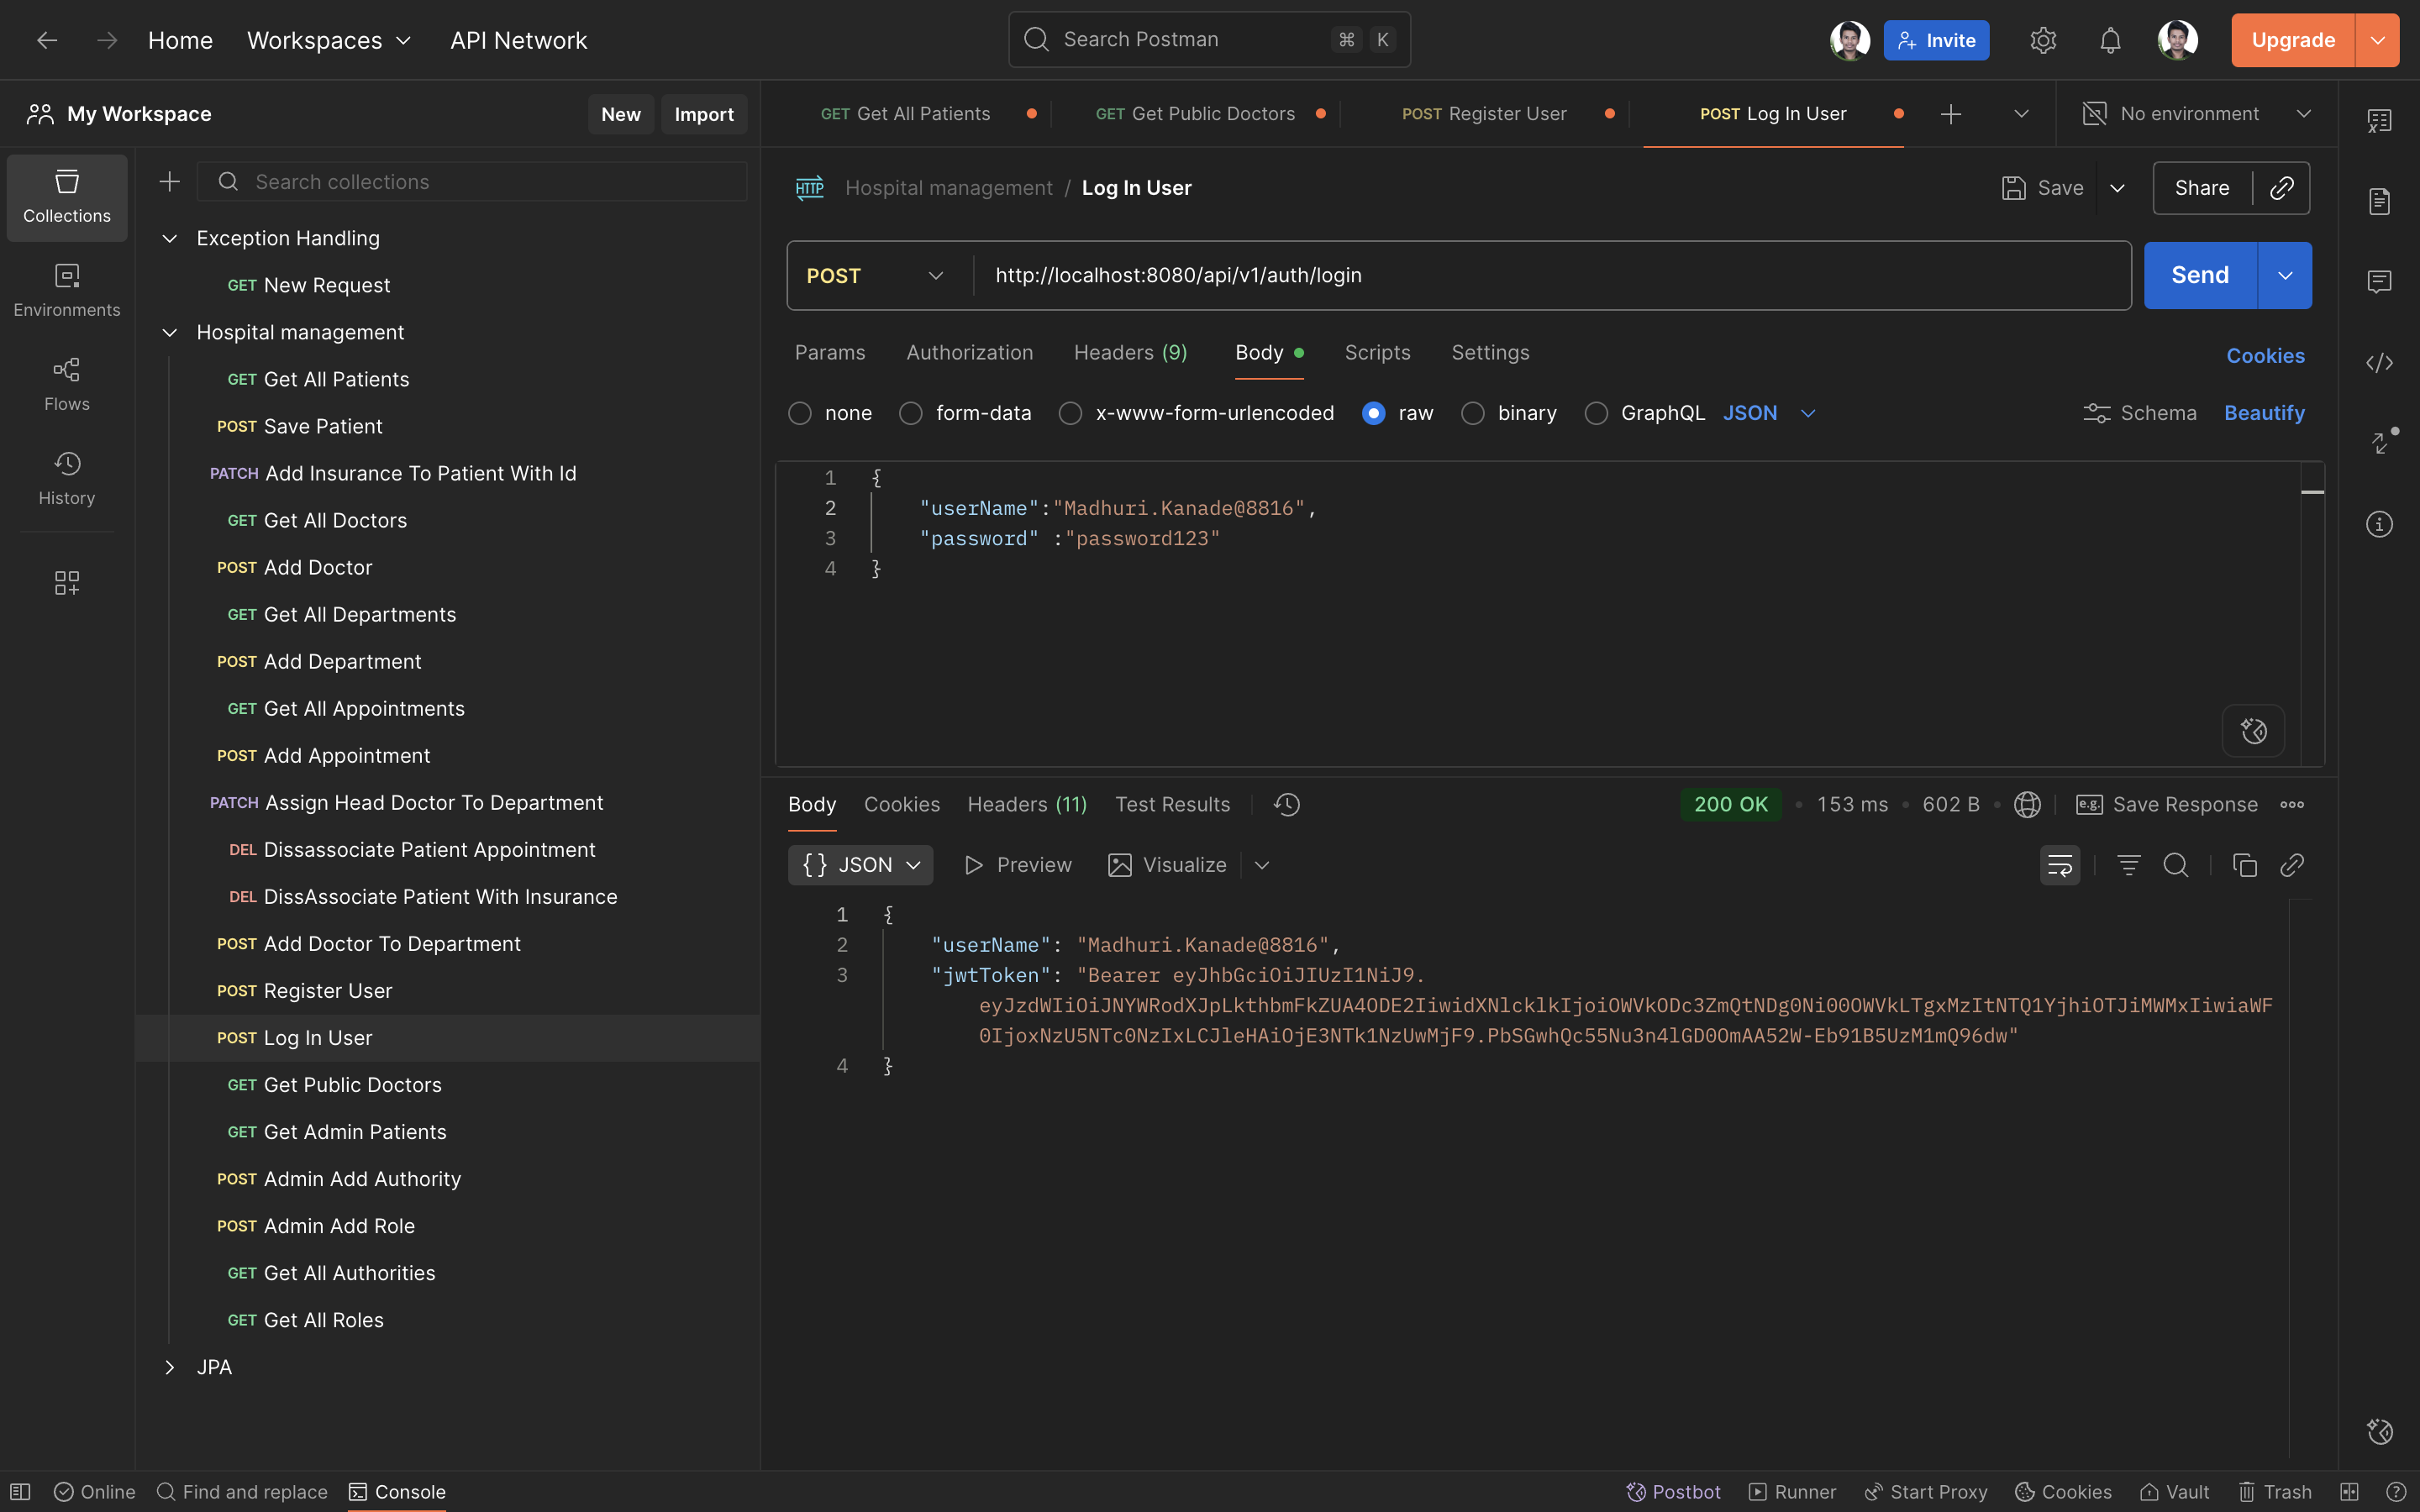 Home Workspaces API Network
Search Postman ⌘ K
Invite
Upgrade
My Workspace
New Import
GET Get All Patients
GET Get Public Doctors
POST Register User
POST Log In User
No environment
Collections
Environments
Flows
History
Search collections
Exception Handling
GET New Request
Hospital management
GET Get All Patients
POST Save Patient
PATCH Add Insurance To Patient With Id
GET Get All Doctors
POST Add Doctor
GET Get All Departments
POST Add Department
GET Get All Appointments
POST Add Appointment
PATCH Assign Head Doctor To Department
DEL Dissassociate Patient Appointment
DEL DissAssociate Patient With Insurance
POST Add Doctor To Department
POST Register User
POST Log In User
GET Get Public Doctors
GET Get Admin Patients
POST Admin Add Authority
POST Admin Add Role
GET Get All Authorities
GET Get All Roles
JPA
HTTP Hospital management / Log In User
Save
Share
POST http://localhost:8080/api/v1/auth/login
Send
Params Authorization Headers (9) Body Scripts Settings
Cookies
none form-data x-www-form-urlencoded raw binary GraphQL JSON
Schema Beautify
1 {
2 "userName":"Madhuri.Kanade@8816",
3 "password" :"password123"
4 }
Body Cookies Headers (11) Test Results
200 OK • 153 ms • 602 B •
e.g. Save Response
{} JSON Preview Visualize
1 {
2 "userName": "Madhuri.Kanade@8816",
3 "jwtToken": "Bearer eyJhbGciOiJIUzI1NiJ9.
eyJzdWIiOiJNYWRodXJpLkthbmFkZUA4ODE2IiwidXNlcklkIjoiOWVkODc3ZmQtNDg0Ni00OWVkLTgxMzItNTQ1YjhiOTJiMWMxIiwiaWF
0IjoxNzU5NTc0NzIxLCJleHAiOjE3NTk1NzUwMjF9.PbSGwhQc55Nu3n4lGD0OmAA52W-Eb91B5UzM1mQ96dw"
4 }
Online Find and replace Console
Postbot Runner Start Proxy Cookies Vault Trash